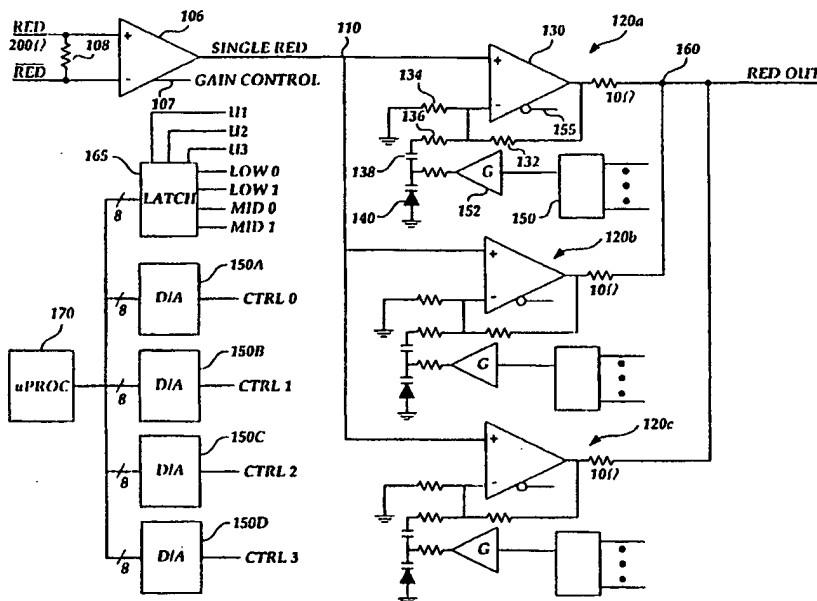 RED
200Ω
108
RED
106
+
-
107
SINGLE RED
GAIN CONTROL
110
130
120a
160
RED OUT
+
-
134
136
132
10Ω
155
138
140
G
152
150
U1
U2
U3
165
LATCH
LOW 0
LOW 1
MID 0
MID 1
8
150A
D/A
CTRL 0
8
170
uPROC
150B
D/A
CTRL 1
8
150C
D/A
CTRL 2
8
150D
D/A
CTRL 3
8
120b
+
-
10Ω
G
120c
+
-
10Ω
G